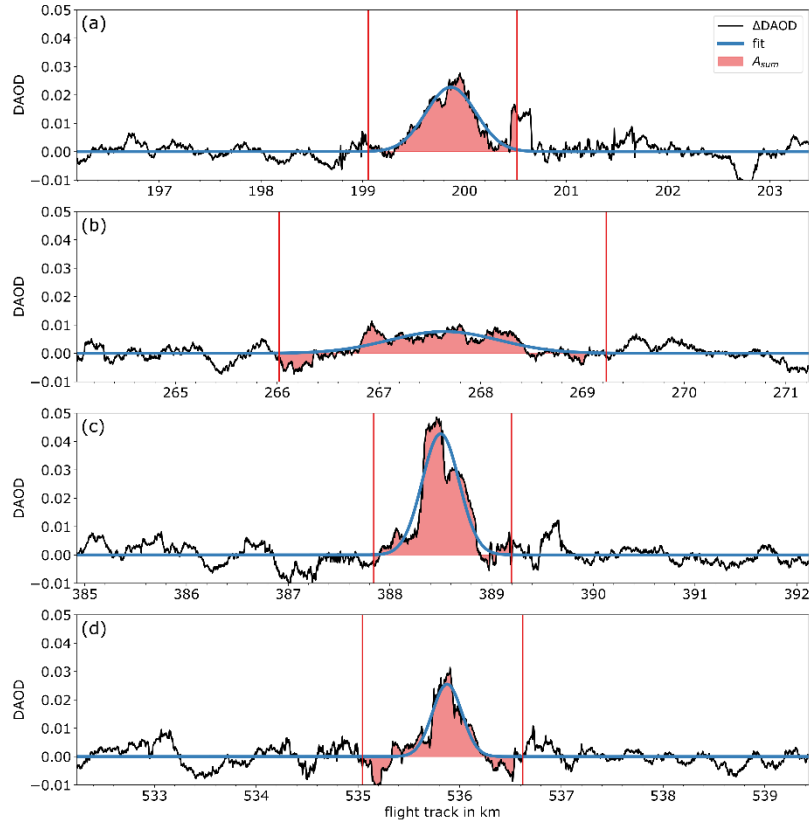 (a)
DAOD
0.05
0.04
0.03
0.02
0.01
0.00
−0.01
ΔDAOD
fit
A_sum
197 198 199 200 201 202 203
(b)
DAOD
0.05
0.04
0.03
0.02
0.01
0.00
−0.01
265 266 267 268 269 270 271
(c)
DAOD
0.05
0.04
0.03
0.02
0.01
0.00
−0.01
385 386 387 388 389 390 391 392
(d)
DAOD
0.05
0.04
0.03
0.02
0.01
0.00
−0.01
533 534 535 536 537 538 539
flight track in km